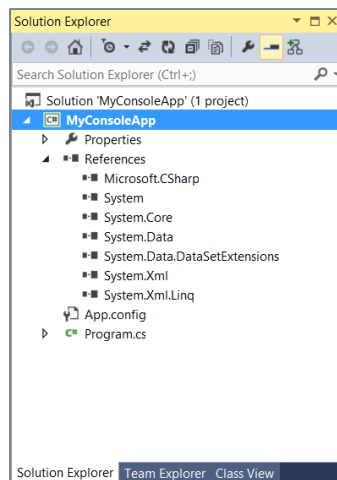 Solution Explorer
Search Solution Explorer (Ctrl+;)
Solution 'MyConsoleApp' (1 project)
C# MyConsoleApp
Properties
References
Microsoft.CSharp
System
System.Core
System.Data
System.Data.DataSetExtensions
System.Xml
System.Xml.Linq
App.config
C# Program.cs
Solution Explorer Team Explorer Class View